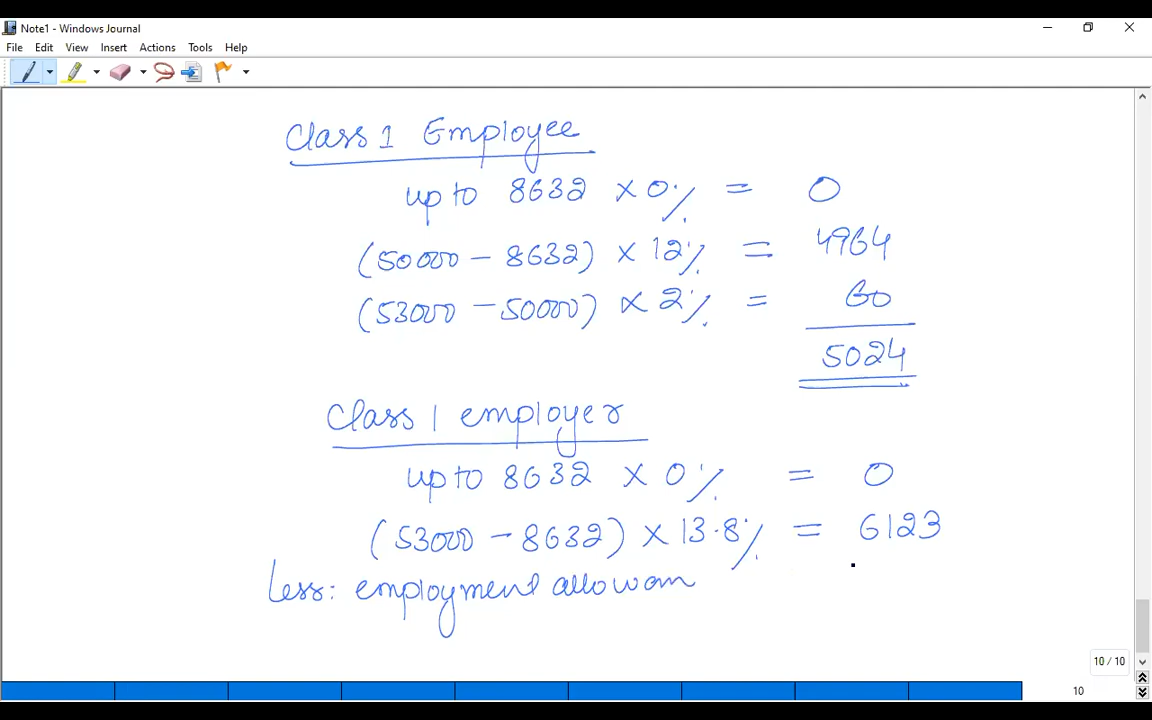 Note1 - Windows Journal
File Edit View Insert Actions Tools Help
Class 1 Employee
up to 8632 × 0% = 0
(50000 - 8632) × 12% = 4964
(53000 - 50000) × 2% = 60
5024
Class 1 employer
up to 8632 × 0% = 0
(53000 - 8632) × 13.8% = 6123
Less: employment allowan
10 / 10
10